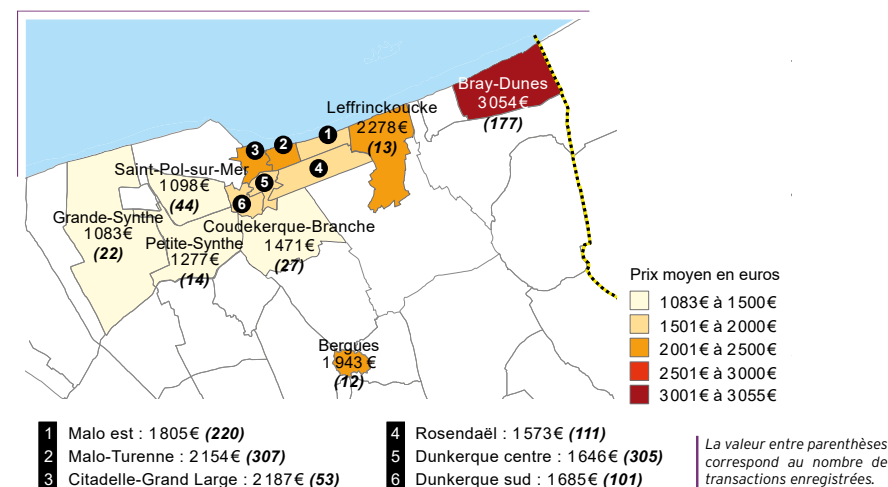 Bray-Dunes
3 054 €
(177)
Leffrinckoucke
2 278 €
(13)
1
2
3
4
5
6
Saint-Pol-sur-Mer
1 098 €
(44)
Grande-Synthe
1 083 €
(22)
Petite-Synthe
1 277 €
(14)
Coudekerque-Branche
1 471 €
(27)
Bergues
1 943 €
(12)
Prix moyen en euros
1 083 € à 1 500 €
1 501 € à 2 000 €
2 001 € à 2 500 €
2 501 € à 3 000 €
3 001 € à 3 055 €
1 Malo est : 1 805 € (220)
2 Malo-Turenne : 2 154 € (307)
3 Citadelle-Grand Large : 2 187 € (53)
4 Rosendaël : 1 573 € (111)
5 Dunkerque centre : 1 646 € (305)
6 Dunkerque sud : 1 685 € (101)
La valeur entre parenthèses
correspond au nombre de
transactions enregistrées.